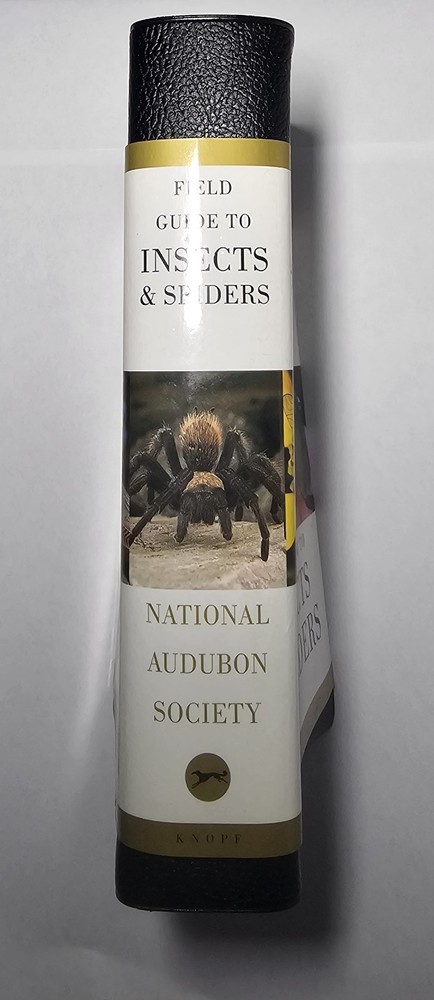 FIELD
GUIDE TO
INSECTS
& SPIDERS
NATIONAL
AUDUBON
SOCIETY
KNOPF